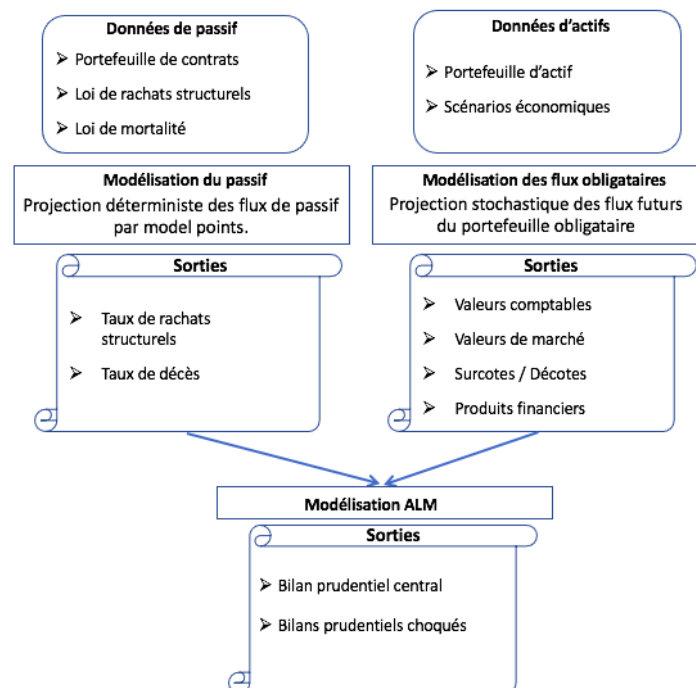 Données de passif
➤ Portefeuille de contrats
➤ Loi de rachats structurels
➤ Loi de mortalité
Données d'actifs
➤ Portefeuille d'actif
➤ Scénarios économiques
Modélisation du passif
Projection déterministe des flux de passif
par model points.
Modélisation des flux obligataires
Projection stochastique des flux futurs
du portefeuille obligataire
Sorties
➤ Taux de rachats
structurels
➤ Taux de décès
Sorties
➤ Valeurs comptables
➤ Valeurs de marché
➤ Surcotes / Décotes
➤ Produits financiers
Modélisation ALM
Sorties
➤ Bilan prudentiel central
➤ Bilans prudentiels choqués